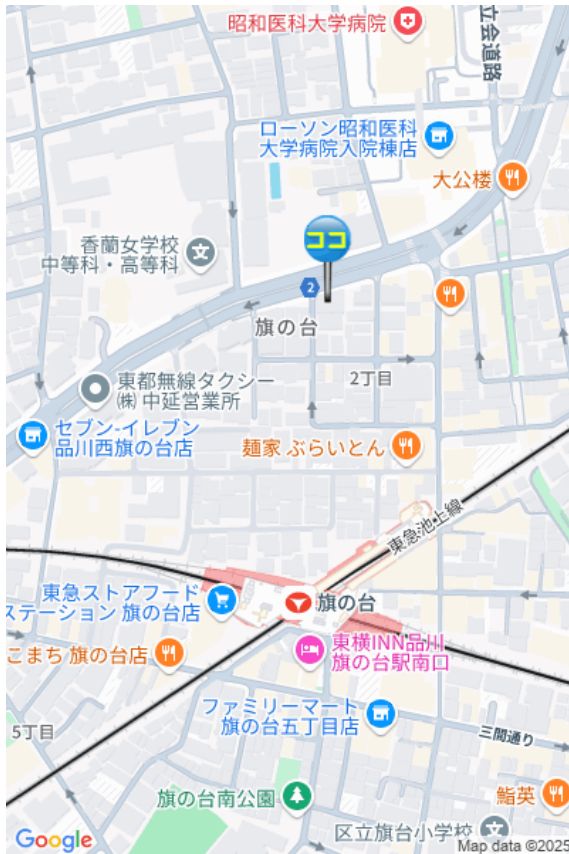 昭和医科大学病院
立会道路
ローソン昭和医科
大学病院入院棟店
大公楼
ココ
香蘭女学校
中等科・高等科
2
旗の台
2丁目
東都無線タクシー
㈱ 中延営業所
セブン-イレブン
品川西旗の台店
麺家 ぶらいとん
東急池上線
東急ストアフード
ステーション 旗の台店
旗の台
東横INN品川
旗の台駅南口
こまち 旗の台店
ファミリーマート
旗の台五丁目店
5丁目
三間通り
旗の台南公園
鮨英
区立旗台小学校
Google
Map data ©2025